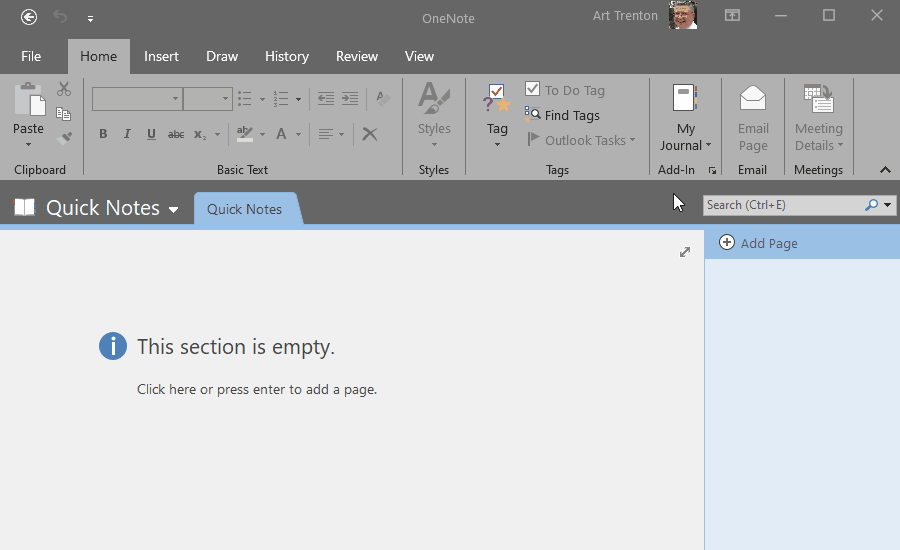 OneNote
Art Trenton
File Home Insert Draw History Review View
Paste
Clipboard
B I U abc x₂ ab A
Basic Text
Styles
Styles
Tag
To Do Tag
Find Tags
Outlook Tasks
Tags
My
Journal
Add-In
Email
Page
Email
Meeting
Details
Meetings
Quick Notes
Quick Notes
Search (Ctrl+E)
Add Page
This section is empty.
Click here or press enter to add a page.